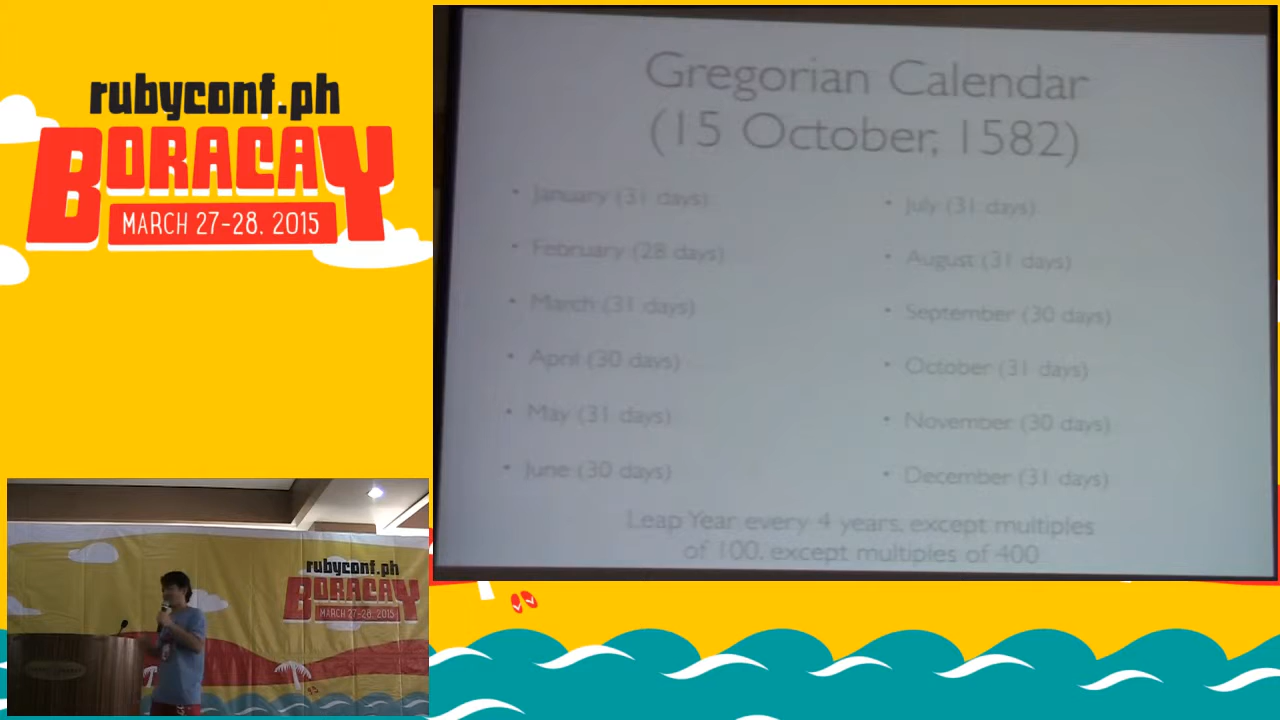 rubyconf.ph
BORACAY
MARCH 27-28, 2015
Gregorian Calendar
(15 October, 1582)
• January (31 days)
• February (28 days)
• March (31 days)
• April (30 days)
• May (31 days)
• June (30 days)
• July (31 days)
• August (31 days)
• September (30 days)
• October (31 days)
• November (30 days)
• December (31 days)
Leap Year every 4 years, except multiples
of 100, except multiples of 400
rubyconf.ph
BORACAY
MARCH 27-28, 2015